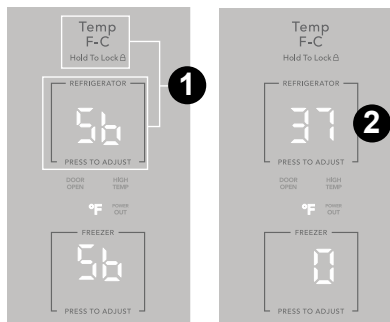 Temp
F-C
Hold To Lock
REFRIGERATOR
Sb
PRESS TO ADJUST
DOOR OPEN
HIGH TEMP
°F
POWER OUT
FREEZER
Sb
PRESS TO ADJUST
1
Temp
F-C
Hold To Lock
REFRIGERATOR
37
PRESS TO ADJUST
DOOR OPEN
HIGH TEMP
°F
POWER OUT
FREEZER
0
PRESS TO ADJUST
2